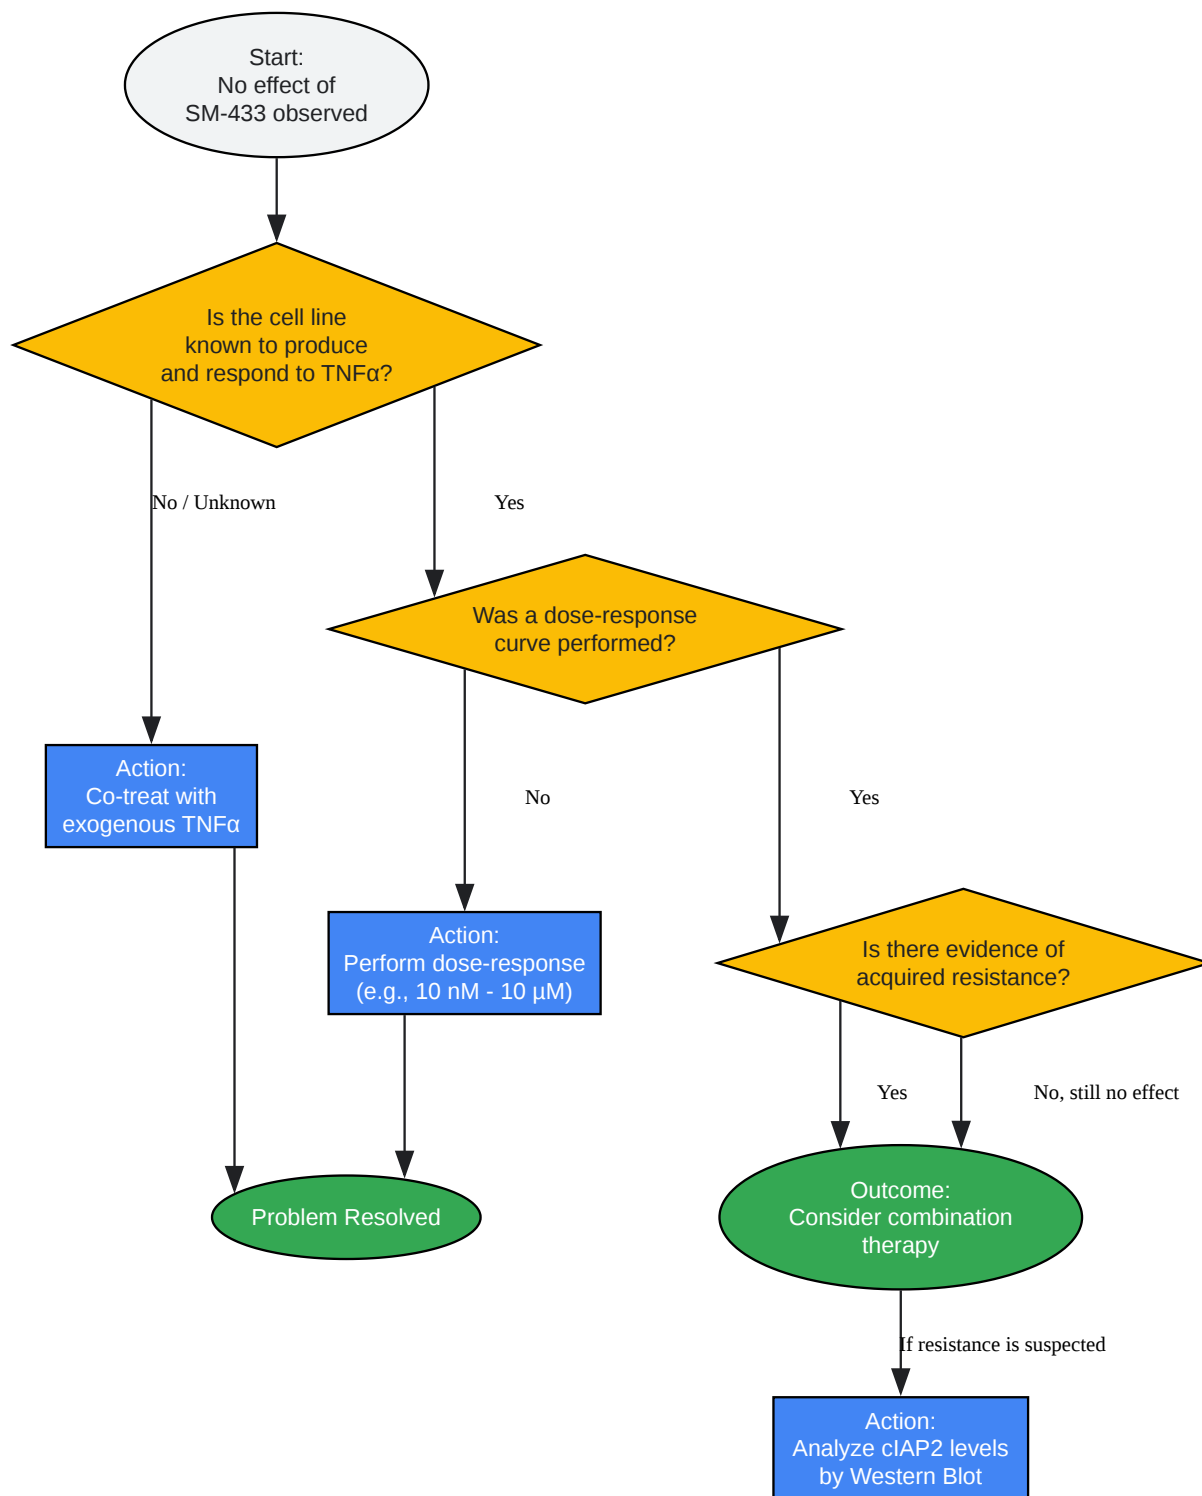 Start:
No effect of
SM-433 observed
Is the cell line
known to produce
and respond to TNFα?
No / Unknown
Yes
Was a dose-response
curve performed?
Action:
Co-treat with
exogenous TNFα
No
Yes
Action:
Perform dose-response
(e.g., 10 nM - 10 µM)
Is there evidence of
acquired resistance?
Yes
No, still no effect
Problem Resolved
Outcome:
Consider combination
therapy
If resistance is suspected
Action:
Analyze cIAP2 levels
by Western Blot